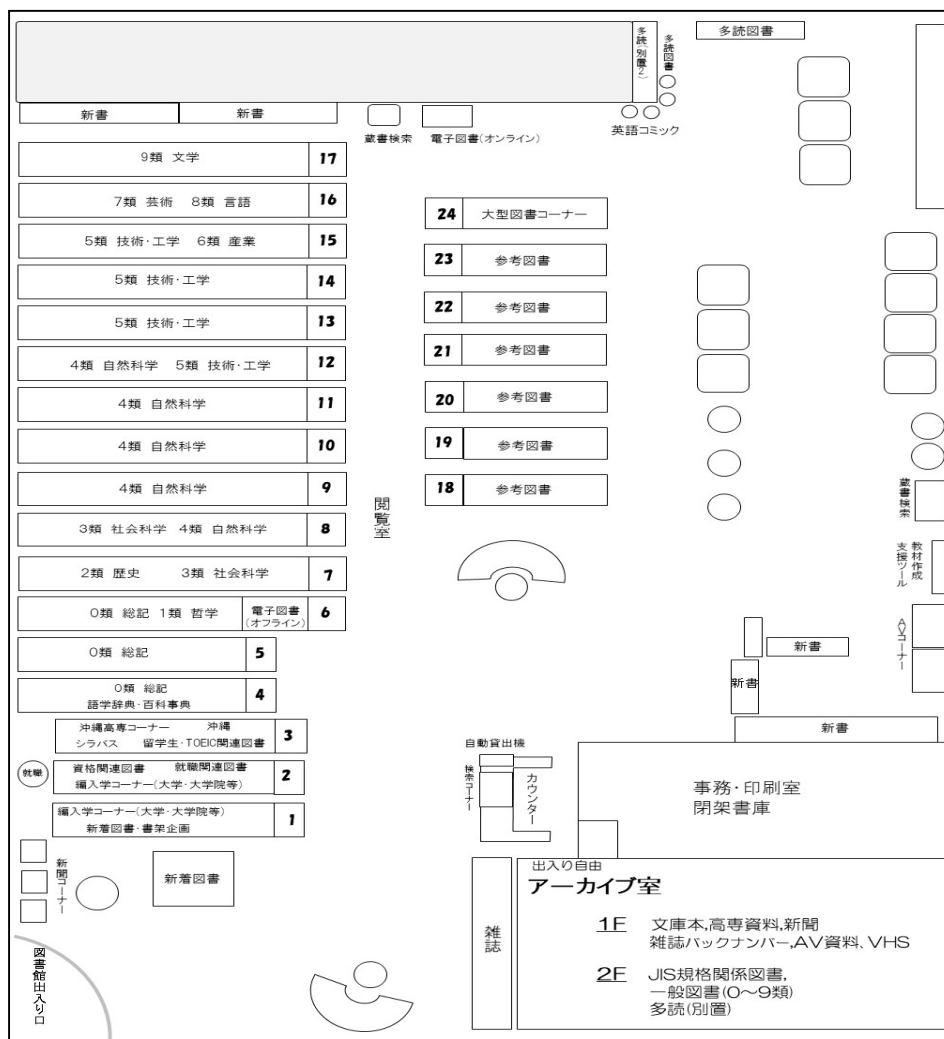 多読(別置2)
多読図書
多読図書
新書
新書
蔵書検索
電子図書(オンライン)
英語コミック
9類 文学 17
7類 芸術 8類 言語 16
5類 技術・工学 6類 産業 15
5類 技術・工学 14
5類 技術・工学 13
4類 自然科学 5類 技術・工学 12
4類 自然科学 11
4類 自然科学 10
4類 自然科学 9
3類 社会科学 4類 自然科学 8
2類 歴史 3類 社会科学 7
0類 総記 1類 哲学
電子図書
(オフライン)
6
0類 総記 5
0類 総記
語学辞典・百科事典
4
沖縄高専コーナー 沖縄
シラバス 留学生・TOEIC関連図書
3
就職
資格関連図書 就職関連図書
編入学コーナー(大学・大学院等)
2
編入学コーナー(大学・大学院等)
新着図書・書架企画
1
新聞コーナー
新着図書
図書館出入り口
24 大型図書コーナー
23 参考図書
22 参考図書
21 参考図書
20 参考図書
19 参考図書
18 参考図書
閲覧室
蔵書検索
教材作成
支援ツール
AVコーナー
新書
新書
新書
自動貸出機
検索コーナー
カウンター
事務・印刷室
閉架書庫
雑誌
出入り自由
アーカイブ室
1F 文庫本,高専資料,新聞
雑誌バックナンバー,AV資料、VHS
2F JIS規格関係図書,
一般図書(0〜9類)
多読(別置)